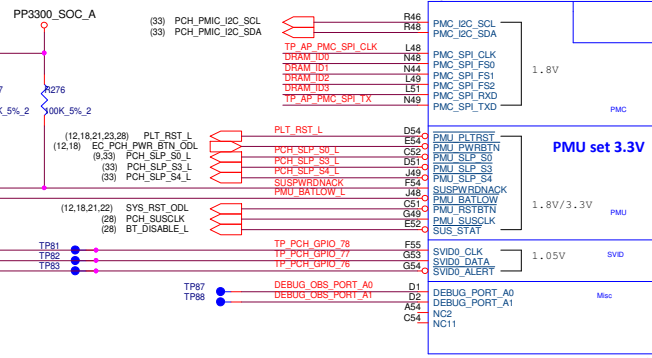 PP3300_SOC_A
(33) PCH_PMIC_I2C_SCL R46 PMC_I2C_SCL
(33) PCH_PMIC_I2C_SDA R48 PMC_I2C_SDA
TP_AP_PMC_SPI_CLK L48 PMC_SPI_CLK
DRAM_ID0 N48 PMC_SPI_FS0
DRAM_ID1 N44 PMC_SPI_FS1
DRAM_ID2 L49 PMC_SPI_FS2
DRAM_ID3 L51 PMC_SPI_RXD
TP_AP_PMC_SPI_TX N49 PMC_SPI_TXD
1.8V
PMC
R276
K_5%_2 100K_5%_2
(12,18,21,23,28) PLT_RST_L PLT_RST_L D54 PMU_PLTRST
(12,18) EC_PCH_PWR_BTN_ODL E54 PMU_PWRBTN
(9,33) PCH_SLP_S0_L PCH_SLP_S0_L C52 PMU_SLP_S0
(33) PCH_SLP_S3_L PCH_SLP_S3_L D51 PMU_SLP_S3
(33) PCH_SLP_S4_L PCH_SLP_S4_L J49 PMU_SLP_S4
SUSPWRDNACK F54 SUSPWRDNACK
PMU_BATLOW_L J48 PMU_BATLOW
(12,18,21,22) SYS_RST_ODL C51 PMU_RSTBTN
(28) PCH_SUSCLK G49 PMU_SUSCLK
(28) BT_DISABLE_L E52 SUS_STAT
PMU set 3.3V
1.8V/3.3V
PMU
TP81 TP_PCH_GPIO_78 F55 SVID0_CLK
TP82 TP_PCH_GPIO_77 G53 SVID0_DATA
TP83 TP_PCH_GPIO_76 G54 SVID0_ALERT
1.05V
SVID
TP87 DEBUG_OBS_PORT_A0 D1 DEBUG_PORT_A0
TP88 DEBUG_OBS_PORT_A1 D2 DEBUG_PORT_A1
A54 NC2
C54 NC11
Misc